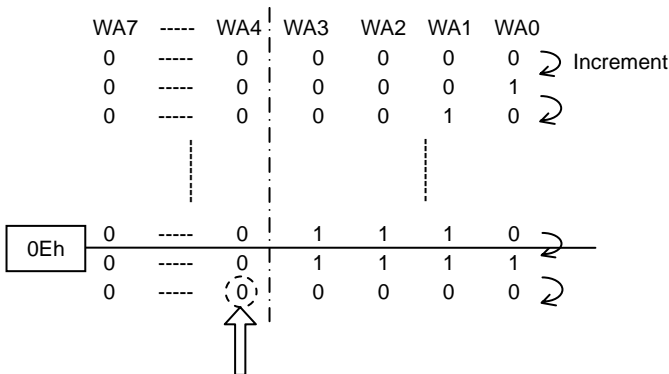 WA7 ----- WA4 WA3 WA2 WA1 WA0
0 ----- 0 0 0 0 0 Increment
0 ----- 0 0 0 0 1
0 ----- 0 0 0 1 0
0Eh 0 ----- 0 1 1 1 0
0 ----- 0 1 1 1 1
0 ----- 0 0 0 0 0